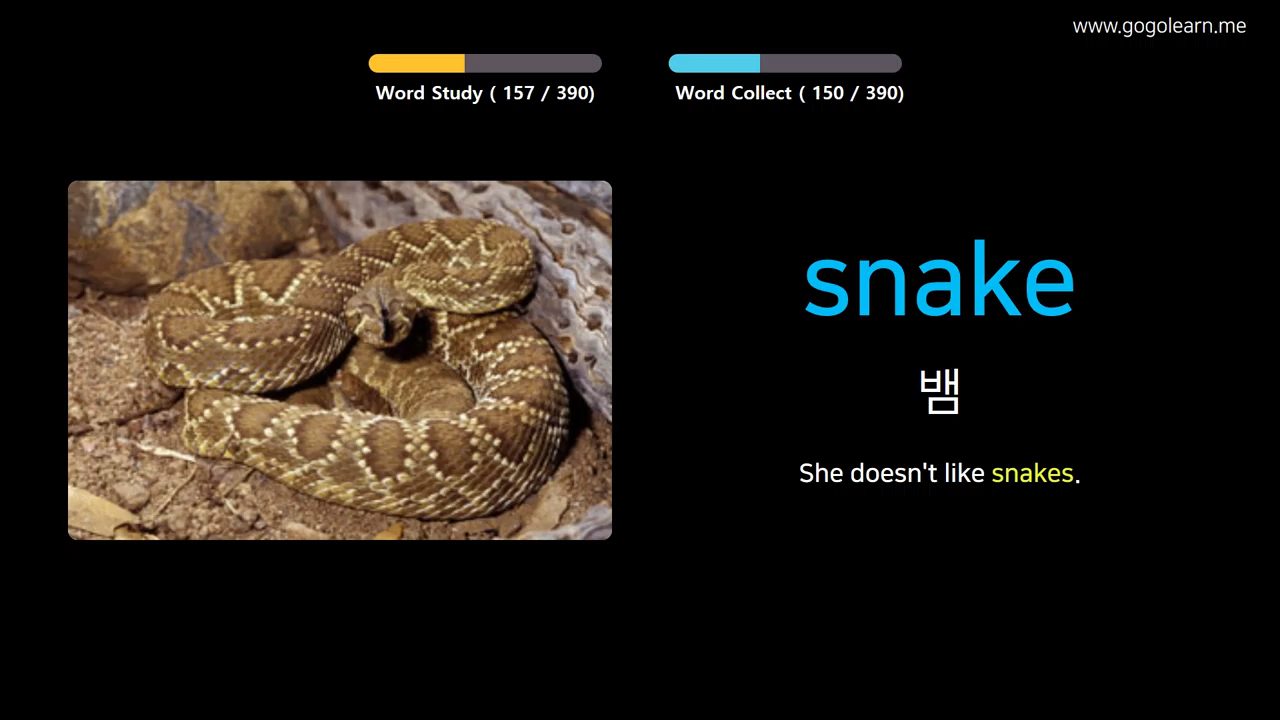 www.gogolearn.me
Word Study ( 157 / 390)
Word Collect ( 150 / 390)
snake
뱀
She doesn't like snakes.